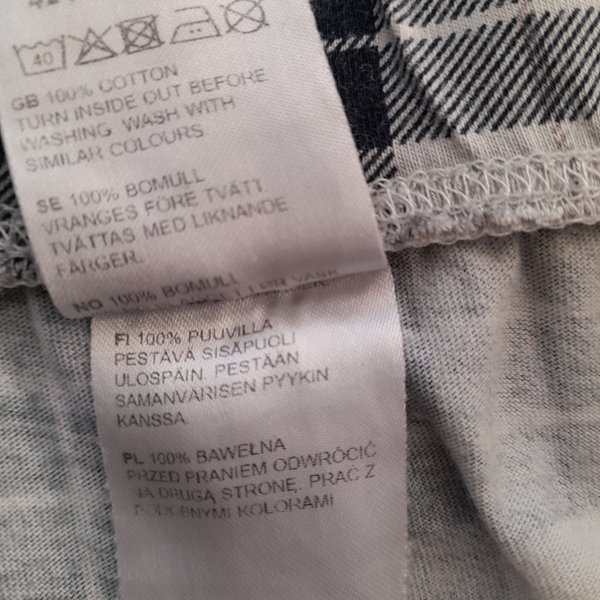 40
GB 100% COTTON
TURN INSIDE OUT BEFORE
WASHING. WASH WITH
SIMILAR COLOURS
SE 100% BOMULL
VRANGES FÖRE TVÄTT.
TVÄTTAS MED LIKNANDE
FÄRGER.
NO 100% BOMULL
FI 100% PUUVILLA
PESTÄVÄ SISÄPUOLI
ULOSPÄIN. PESTÄÄN
SAMANVÄRISEN PYYKIN
KANSSA.
PL 100% BAWEŁNA
PRZED PRANIEM ODWRÓCIĆ
NA DRUGĄ STRONĘ. PRAĆ Z
PODOBNYMI KOLORAMI